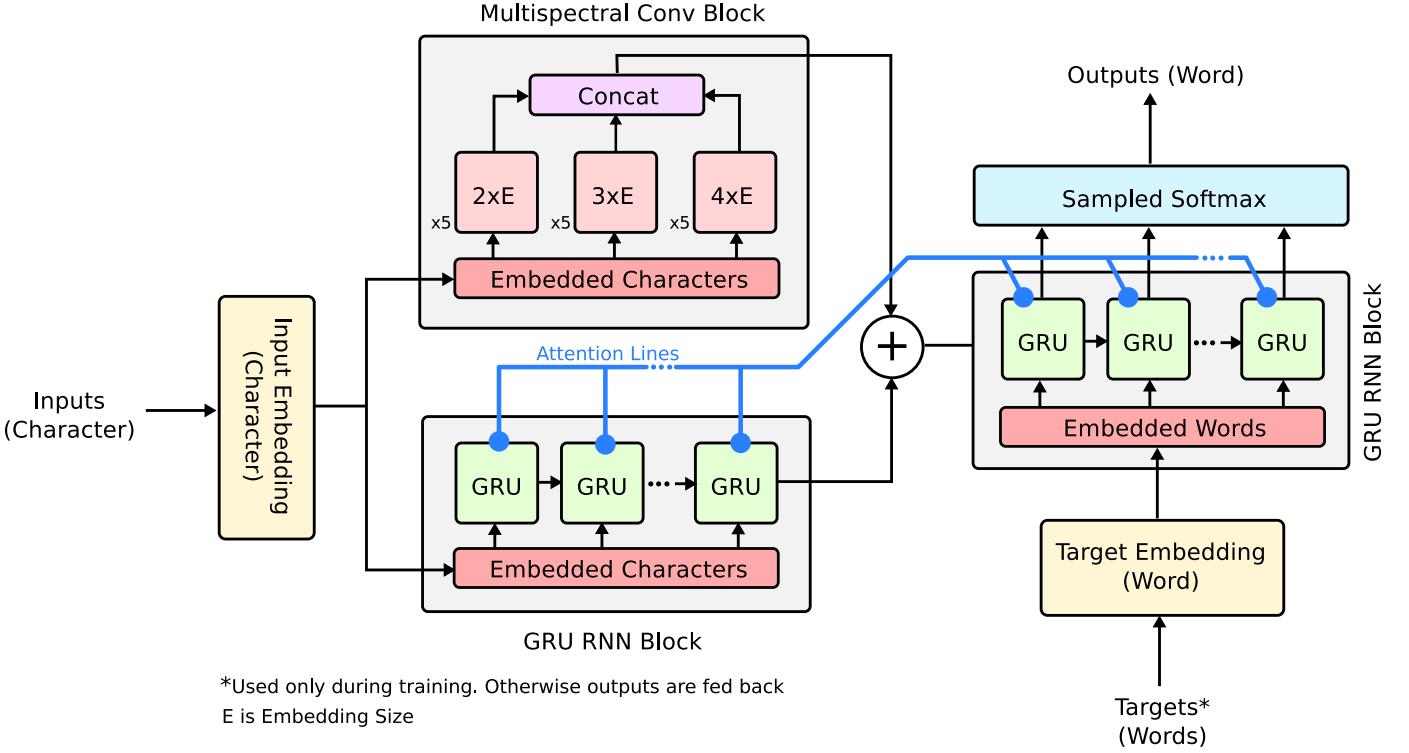 Multispectral Conv Block
Concat
2xE
3xE
4xE
x5
x5
x5
Embedded Characters
Inputs
(Character)
Input Embedding
(Character)
Attention Lines
GRU
GRU
GRU
Embedded Characters
GRU RNN Block
+
Outputs (Word)
Sampled Softmax
GRU
GRU
GRU
Embedded Words
GRU RNN Block
Target Embedding
(Word)
Targets*
(Words)
*Used only during training. Otherwise outputs are fed back
E is Embedding Size